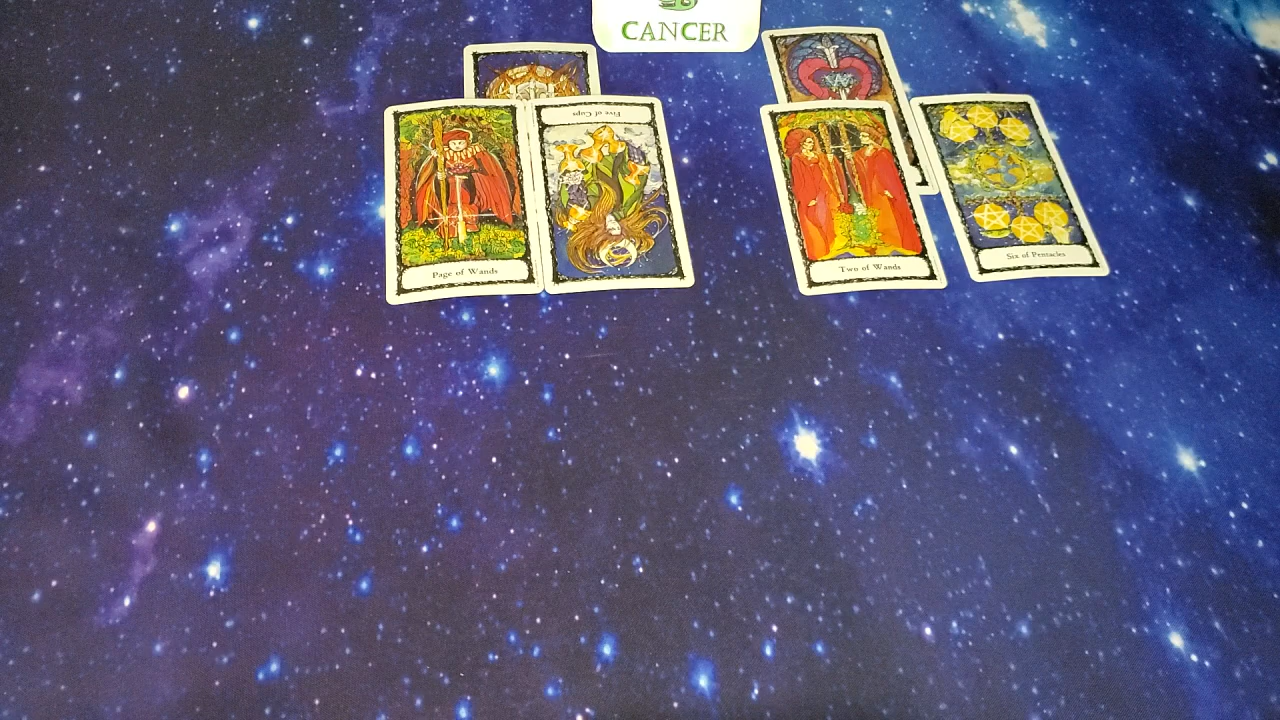 CANCER
Five of Cups
Page of Wands
Two of Wands
Six of Pentacles